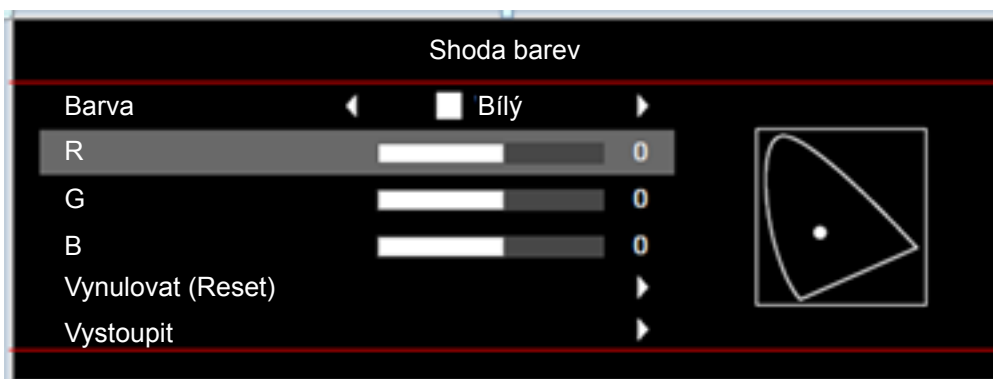 Shoda barev
Barva Bílý
R 0
G 0
B 0
Vynulovat (Reset)
Vystoupit